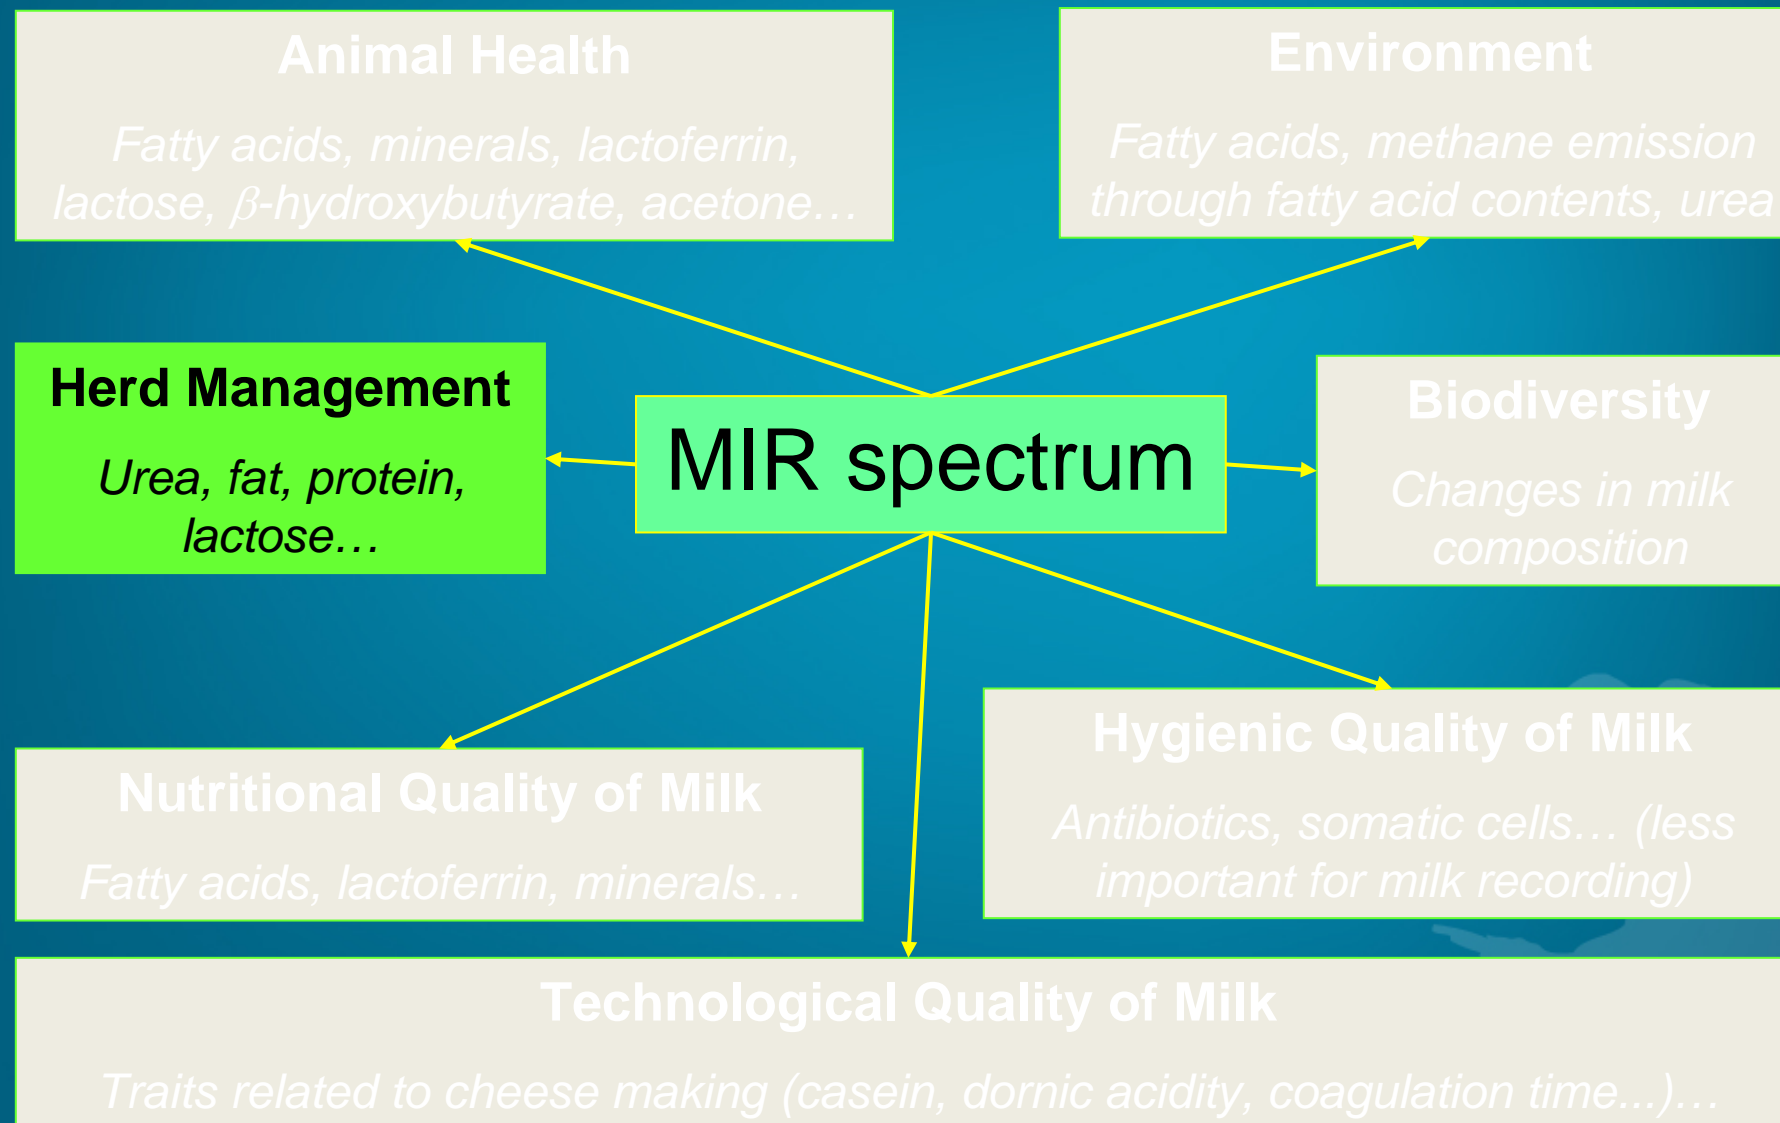 Animal Health
Fatty acids, minerals, lactoferrin,
lactose, β-hydroxybutyrate, acetone…
Environment
Fatty acids, methane emission
through fatty acid contents, urea
Herd Management
Urea, fat, protein,
lactose…
MIR spectrum
Biodiversity
Changes in milk
composition
Nutritional Quality of Milk
Fatty acids, lactoferrin, minerals…
Hygienic Quality of Milk
Antibiotics, somatic cells… (less
important for milk recording)
Technological Quality of Milk
Traits related to cheese making (casein, dornic acidity, coagulation time...)…